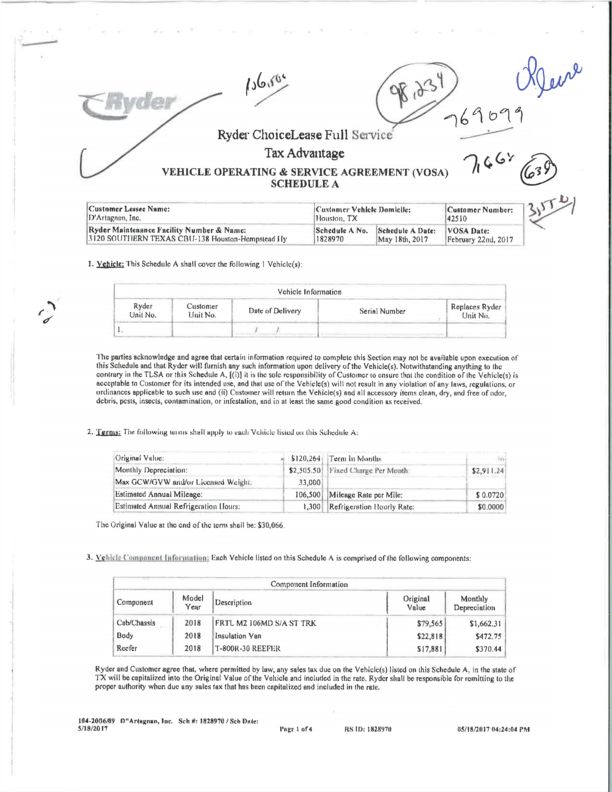 106,500
98,234
Ryder
769099
Ryder ChoiceLease Full Service
Tax Advantage
VEHICLE OPERATING & SERVICE AGREEMENT (VOSA)
SCHEDULE A
639
Customer Lessee Name: Customer Vehicle Domicile: Customer Number:
D'Artagnan, Inc. Houston, TX 42510
Ryder Maintenance Facility Number & Name: Schedule A No. Schedule A Date: VOSA Date:
3120 SOUTHERN TEXAS CBU-138 Houston-Hempstead Hy 1828970 May 18th, 2017 February 22nd, 2017
1. Vehicle: This Schedule A shall cover the following 1 Vehicle(s):
Vehicle Information
Ryder Unit No. Customer Unit No. Date of Delivery Serial Number Replaces Ryder Unit No.
1. / /
The parties acknowledge and agree that certain information required to complete this Section may not be available upon execution of
this Schedule A and that Ryder will furnish any such information upon delivery of the Vehicle(s). Notwithstanding anything to the
contrary in the TLSA or this Schedule A, [(i)] it is the sole responsibility of Customer to ensure that the condition of the Vehicle(s) is
acceptable to Customer for its intended use, and that use of the Vehicle(s) will not result in any violation of any laws, regulations, or
ordinances applicable to such use and (ii) Customer will return the Vehicle(s) and all accessory items clean, dry, and free of odor,
debris, pests, insects, contamination, or infestation, and in at least the same good condition as received.
2. Terms: The following terms shall apply to each Vehicle listed on this Schedule A:
Original Value: $120,264 Term In Months
Monthly Depreciation: $2,505.50 Fixed Charge Per Month: $2,911.24
Max GCW/GVW and/or Licensed Weight: 33,000
Estimated Annual Mileage: 106,500 Mileage Rate per Mile: $ 0.0720
Estimated Annual Refrigeration Hours: 1,300 Refrigeration Hourly Rate: $0.0000
The Original Value at the end of the term shall be: $30,066.
3. Vehicle Component Information: Each Vehicle listed on this Schedule A is comprised of the following components:
Component Information
Component Model Year Description Original Value Monthly Depreciation
Cab/Chassis 2018 FRTL M2 106MD S/A ST TRK $79,565 $1,662.31
Body 2018 Insulation Van $22,818 $472.75
Reefer 2018 T-800R-30 REEFER $17,881 $370.44
Ryder and Customer agree that, where permitted by law, any sales tax due on the Vehicle(s) listed on this Schedule A, in the state of
TX will be capitalized into the Original Value of the Vehicle and included in the rate. Ryder shall be responsible for remitting to the
proper authority when due any sales tax that has been capitalized and included in the rate.
104-2006/09 D"Artagnan, Inc. Sch #: 1828970 / Sch Date:
5/18/2017 Page 1 of 4 RS ID: 1828970 05/18/2017 04:24:04 PM